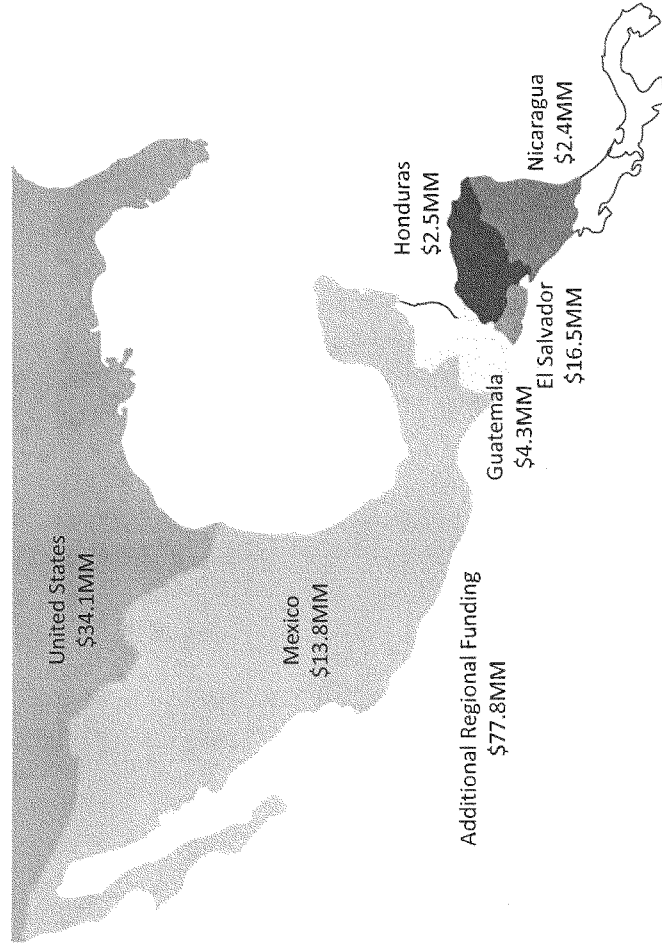 United States
$34.1MM
Mexico
$13.8MM
Honduras
$2.5MM
Nicaragua
$2.4MM
Guatemala
$4.3MM
El Salvador
$16.5MM
Additional Regional Funding
$77.8MM